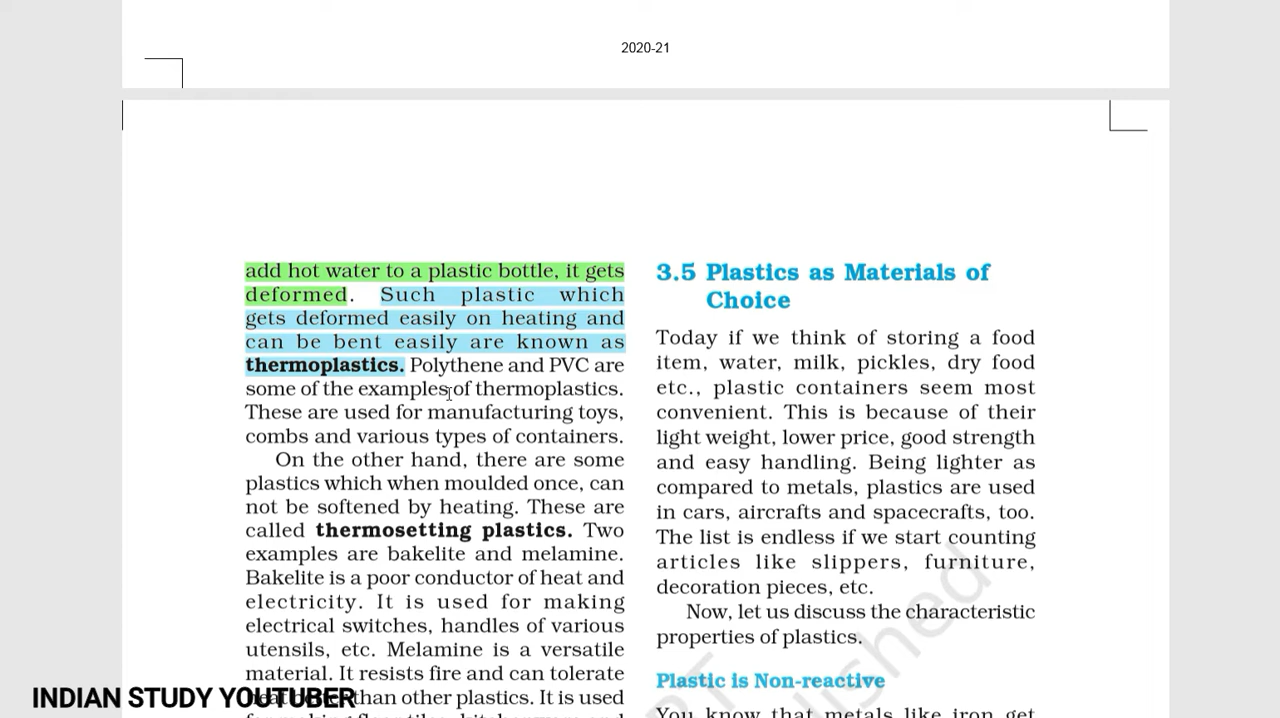 2020-21
add hot water to a plastic bottle, it gets
deformed. Such plastic which
gets deformed easily on heating and
can be bent easily are known as
thermoplastics. Polythene and PVC are
some of the examples of thermoplastics.
These are used for manufacturing toys,
combs and various types of containers.
On the other hand, there are some
plastics which when moulded once, can
not be softened by heating. These are
called thermosetting plastics. Two
examples are bakelite and melamine.
Bakelite is a poor conductor of heat and
electricity. It is used for making
electrical switches, handles of various
utensils, etc. Melamine is a versatile
material. It resists fire and can tolerate
than other plastics. It is used
3.5 Plastics as Materials of
Choice
Today if we think of storing a food
item, water, milk, pickles, dry food
etc., plastic containers seem most
convenient. This is because of their
light weight, lower price, good strength
and easy handling. Being lighter as
compared to metals, plastics are used
in cars, aircrafts and spacecrafts, too.
The list is endless if we start counting
articles like slippers, furniture,
decoration pieces, etc.
Now, let us discuss the characteristic
properties of plastics.
Plastic is Non-reactive
You know that metals like iron get
INDIAN STUDY YOUTUBER